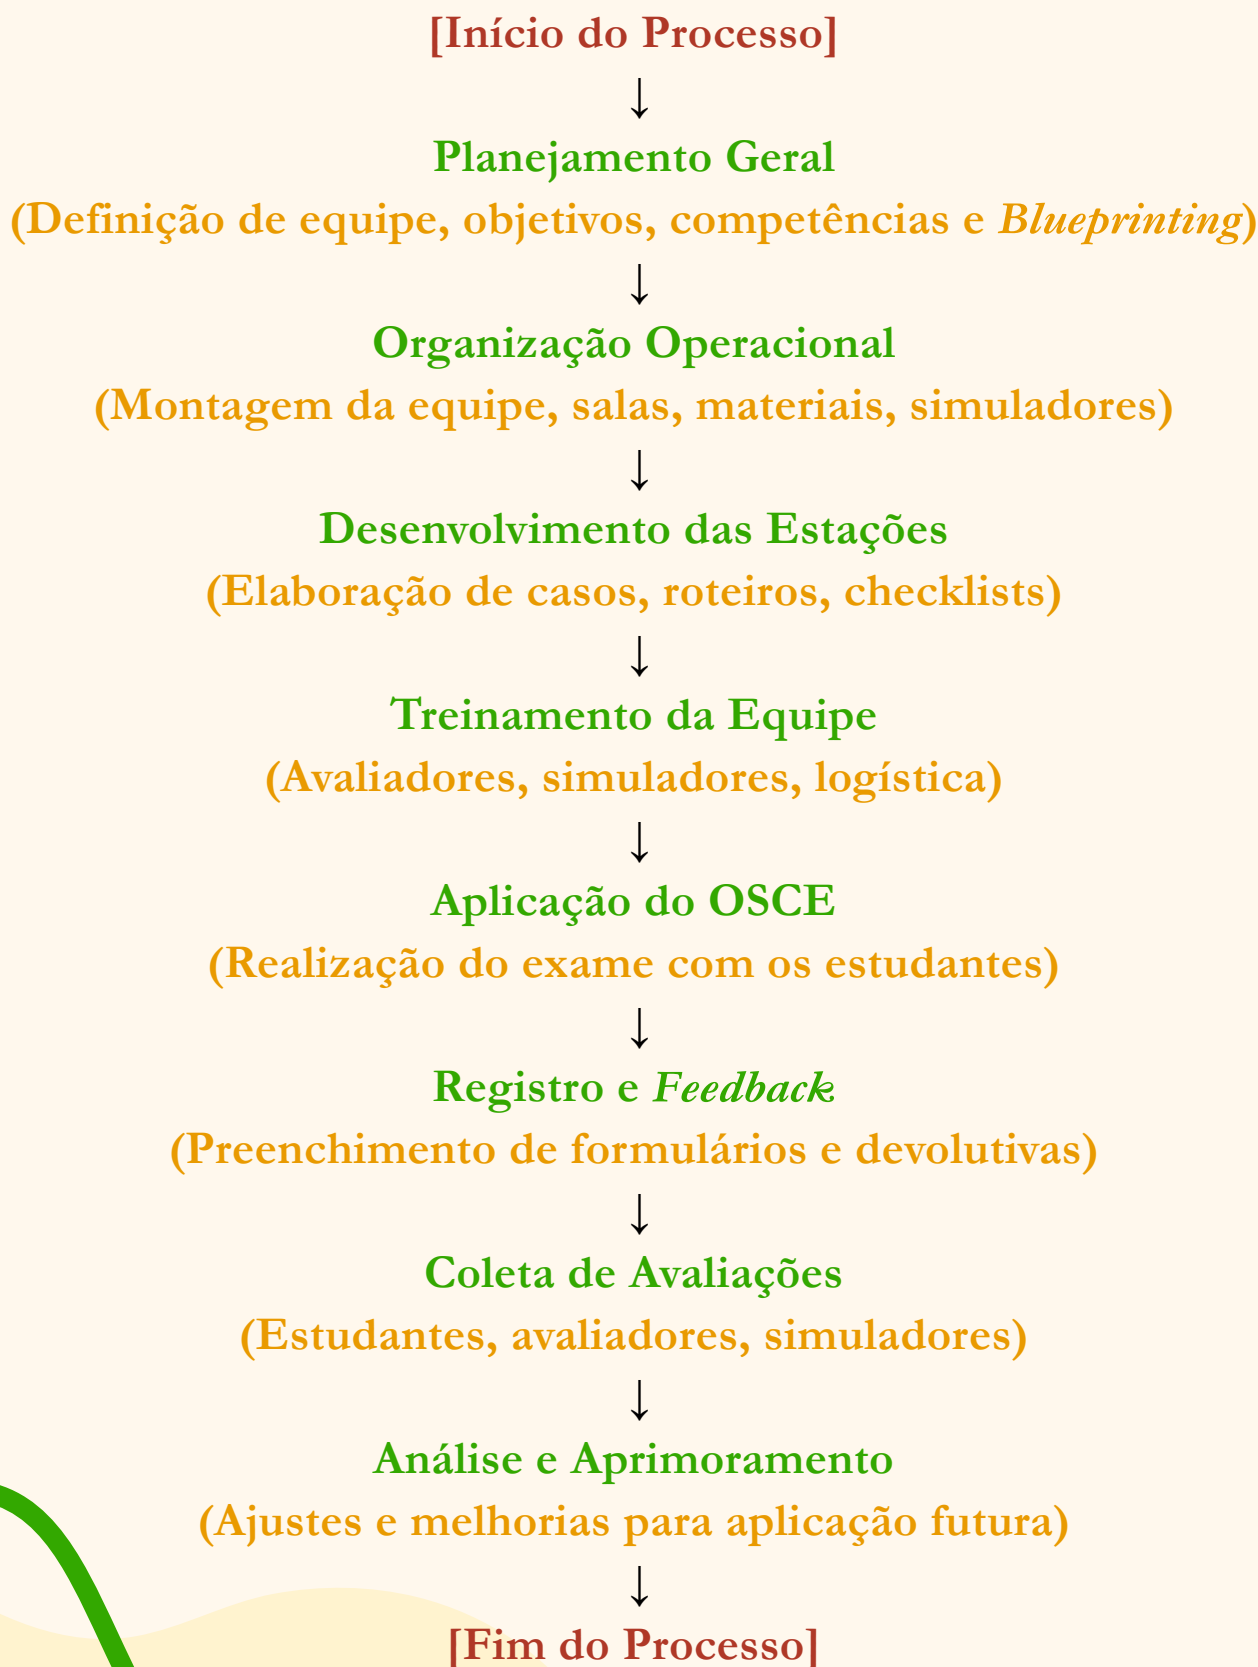 [Início do Processo]
↓
Planejamento Geral
(Definição de equipe, objetivos, competências e Blueprinting)
↓
Organização Operacional
(Montagem da equipe, salas, materiais, simuladores)
↓
Desenvolvimento das Estações
(Elaboração de casos, roteiros, checklists)
↓
Treinamento da Equipe
(Avaliadores, simuladores, logística)
↓
Aplicação do OSCE
(Realização do exame com os estudantes)
↓
Registro e Feedback
(Preenchimento de formulários e devolutivas)
↓
Coleta de Avaliações
(Estudantes, avaliadores, simuladores)
↓
Análise e Aprimoramento
(Ajustes e melhorias para aplicação futura)
↓
[Fim do Processo]